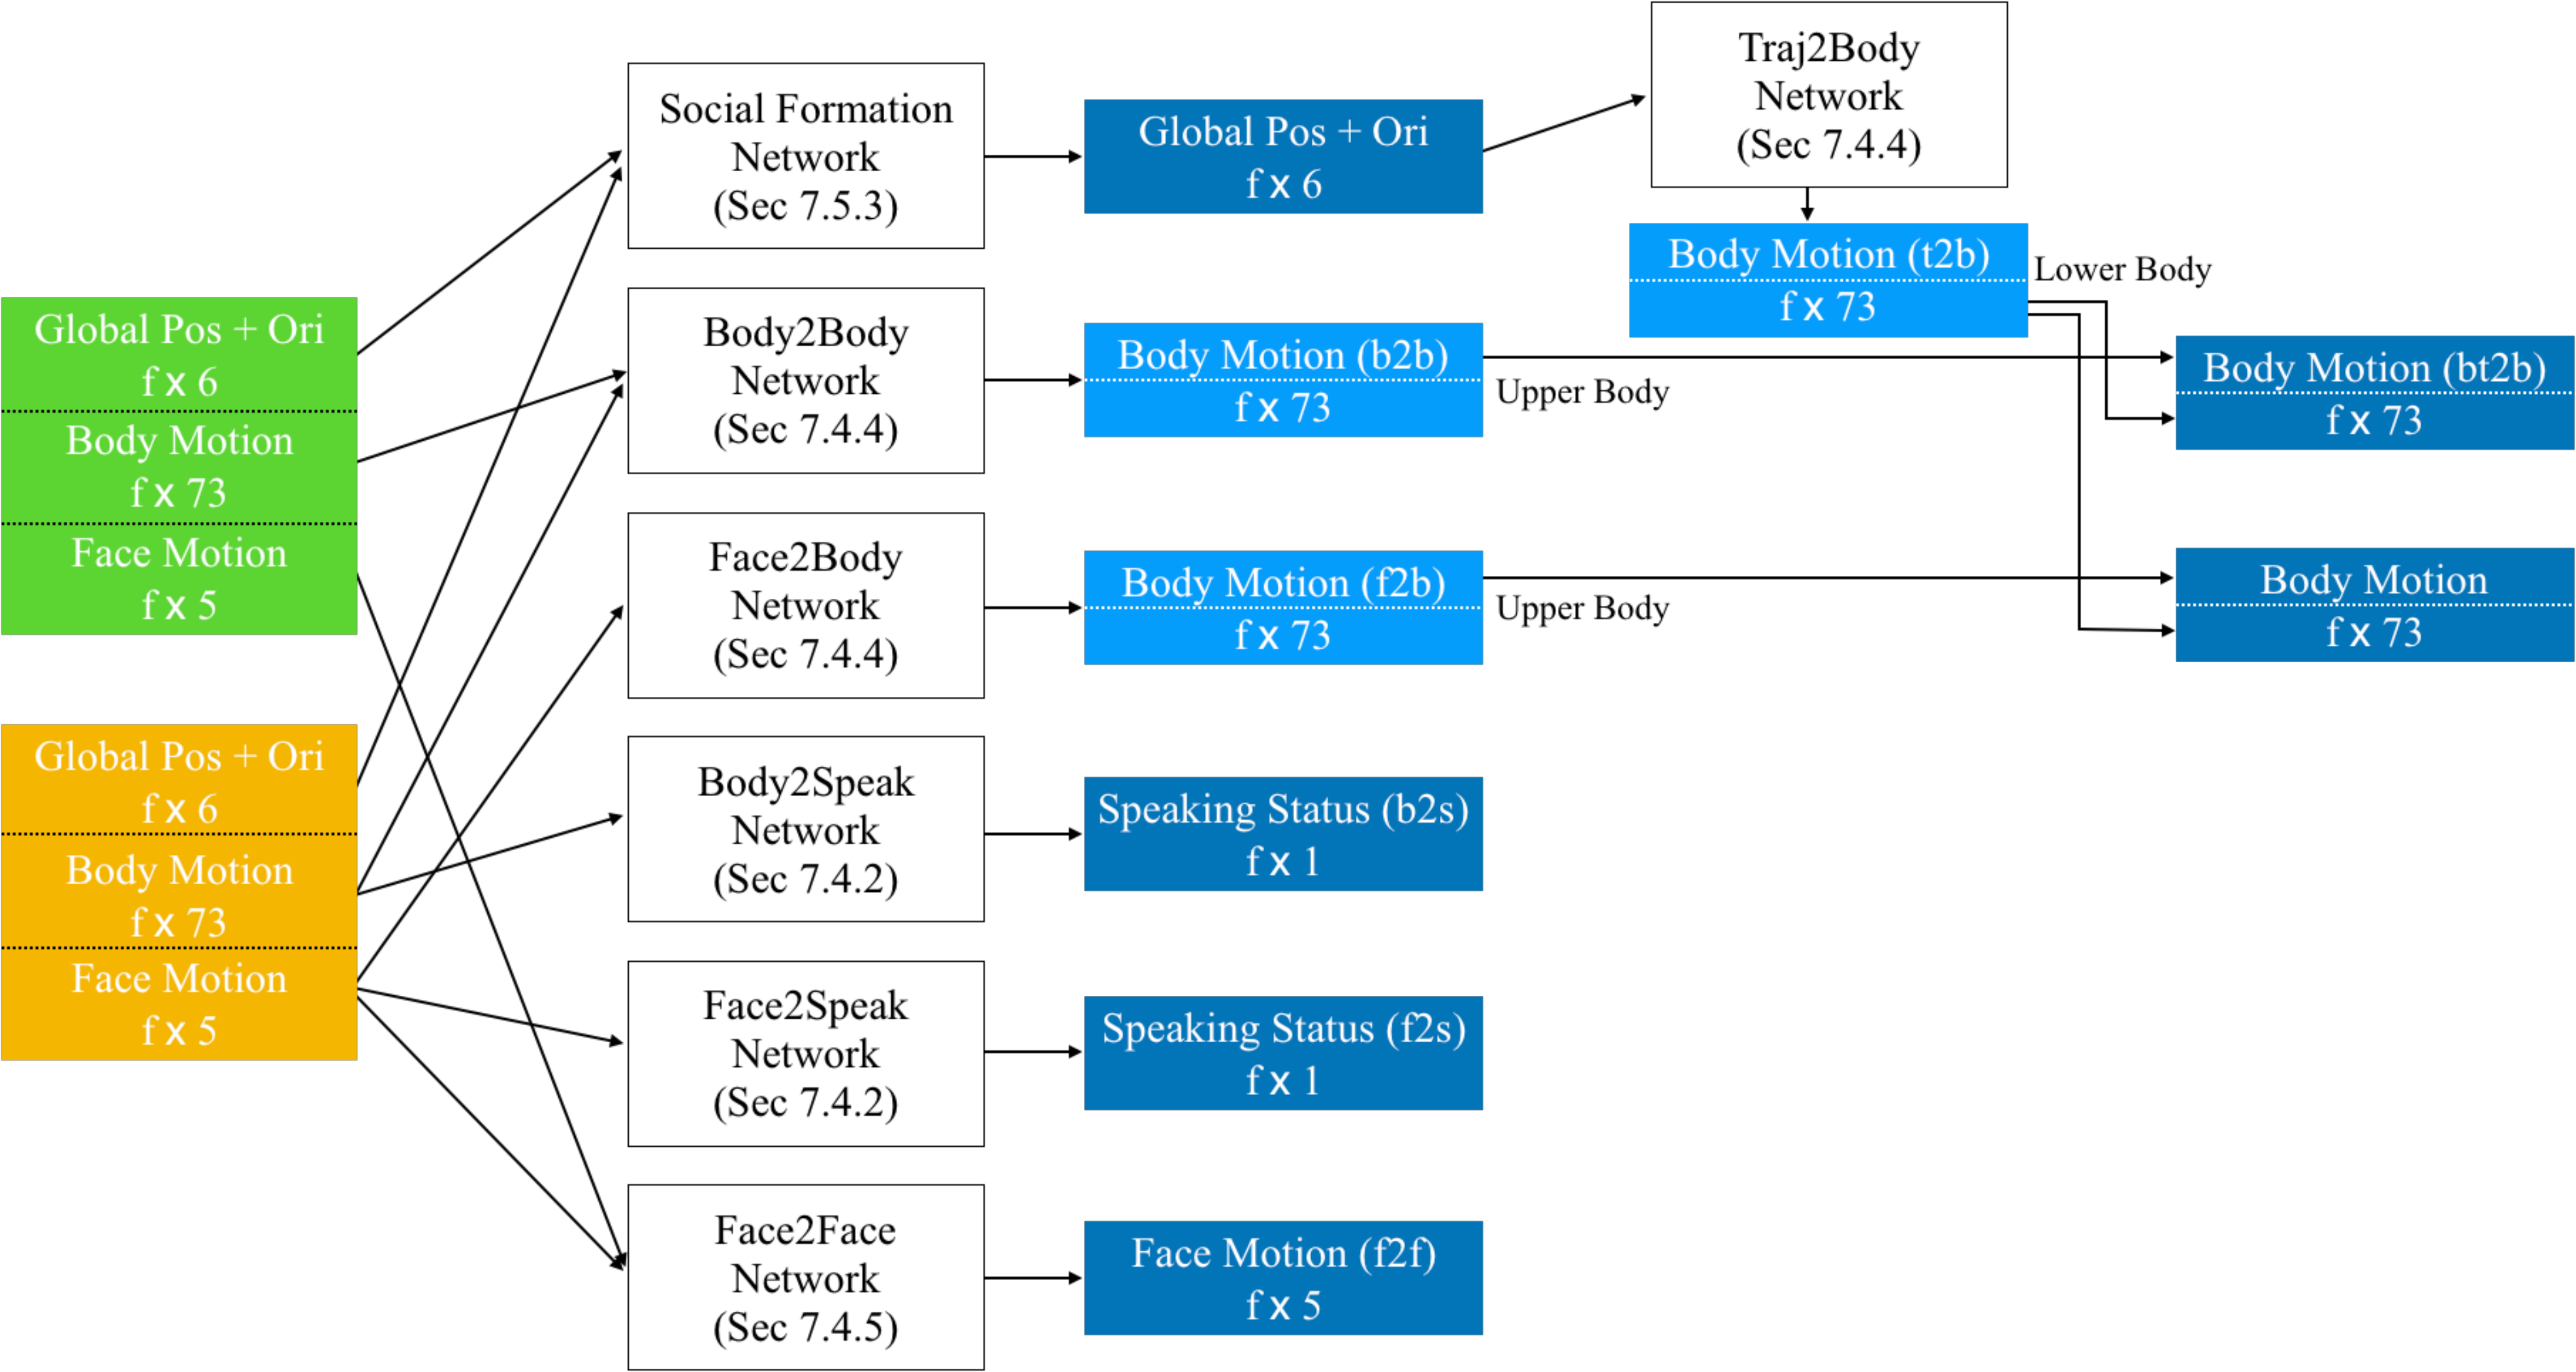 Global Pos + Ori
f x 6
Body Motion
f x 73
Face Motion
f x 5
Global Pos + Ori
f x 6
Body Motion
f x 73
Face Motion
f x 5
Social Formation
Network
(Sec 7.5.3)
Body2Body
Network
(Sec 7.4.4)
Face2Body
Network
(Sec 7.4.4)
Body2Speak
Network
(Sec 7.4.2)
Face2Speak
Network
(Sec 7.4.2)
Face2Face
Network
(Sec 7.4.5)
Global Pos + Ori
f x 6
Body Motion (b2b)
f x 73
Upper Body
Body Motion (f2b)
f x 73
Upper Body
Speaking Status (b2s)
f x 1
Speaking Status (f2s)
f x 1
Face Motion (f2f)
f x 5
Traj2Body
Network
(Sec 7.4.4)
Body Motion (t2b)
f x 73
Lower Body
Body Motion (bt2b)
f x 73
Body Motion
f x 73